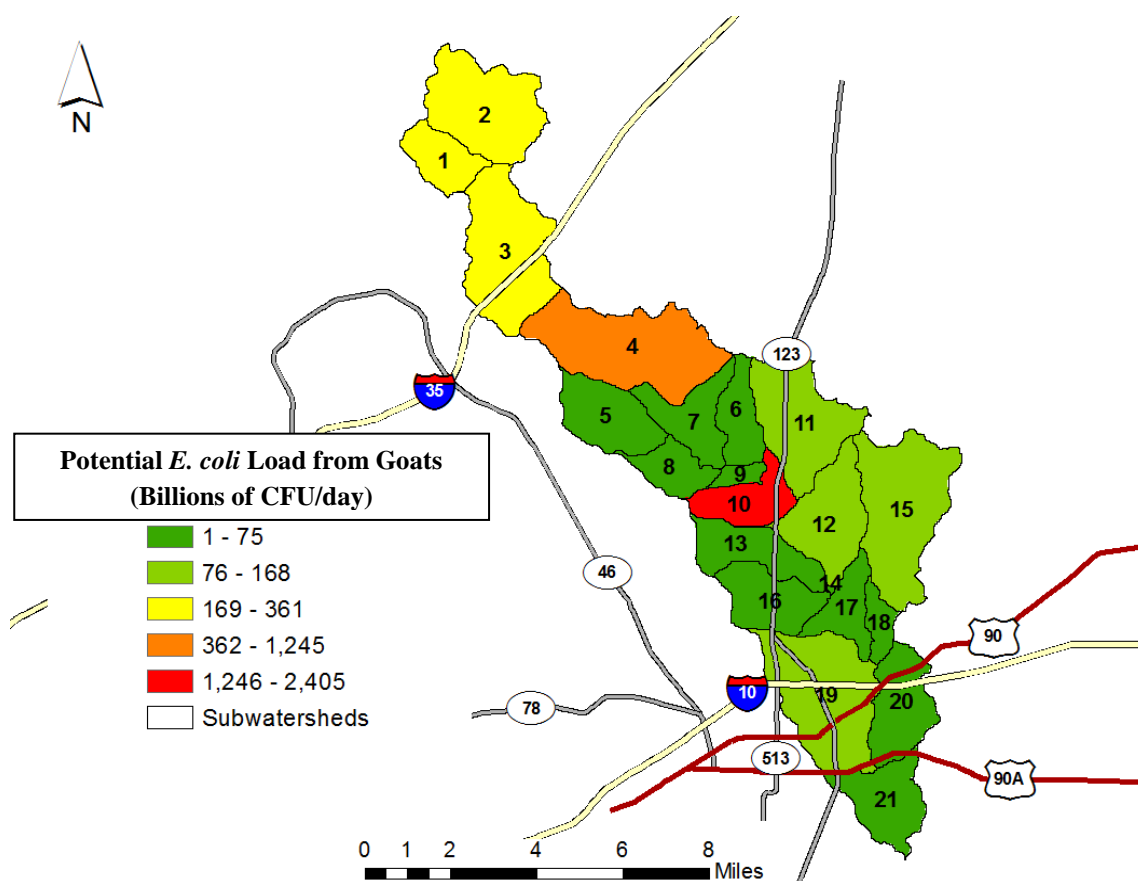 N
2
1
3
4
123
35
5
7
6
11
8
9
10
12
15
13
14
16
17
18
46
90
10
19
20
78
513
90A
21
Potential E. coli Load from Goats
(Billions of CFU/day)
1 - 75
76 - 168
169 - 361
362 - 1,245
1,246 - 2,405
Subwatersheds
0 1 2 4 6 8
Miles